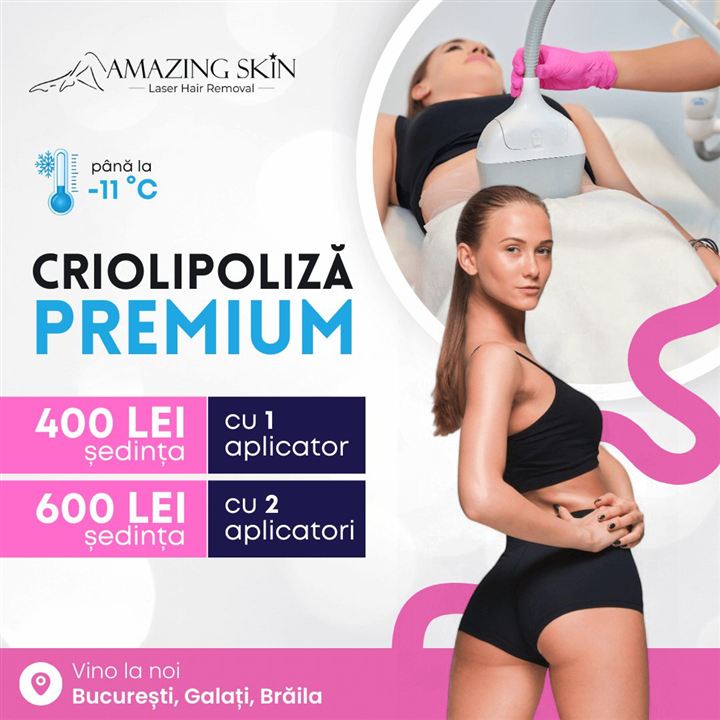 AMAZING SKIN
Laser Hair Removal
până la
-11 °C
CRIOLIPOLIZĂ
PREMIUM
400 LEI
ședința
cu 1
aplicator
600 LEI
ședința
cu 2
aplicatori
Vino la noi
București, Galați, Brăila